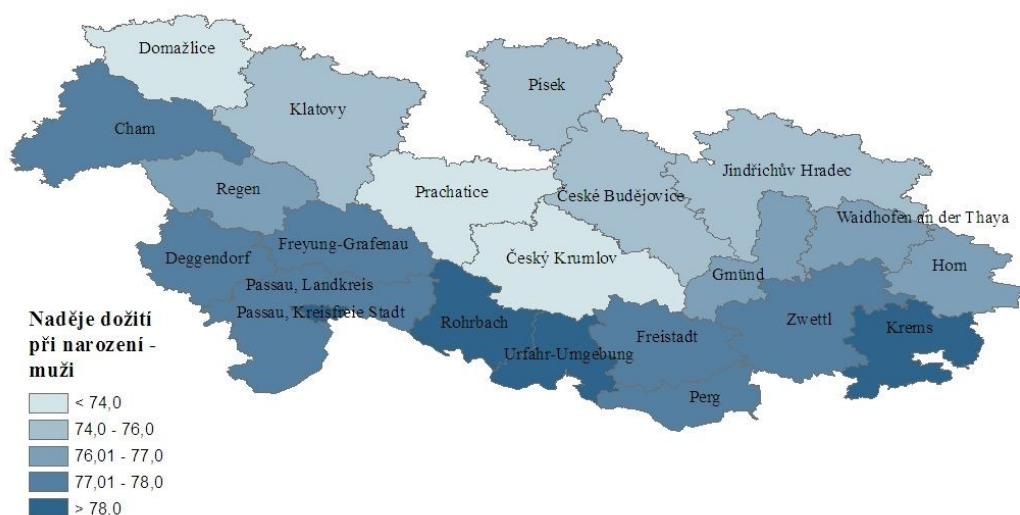 Domažlice
Písek
Klatovy
Cham
Jindřichův Hradec
Regen
Prachatice
České Budějovice
Waidhofen an der Thaya
Deggendorf
Freyung-Grafenau
Český Krumlov
Gmünd
Horn
Passau, Landkreis
Passau, Kreisfreie Stadt
Rohrbach
Urfahr-Umgebung
Freistadt
Zwettl
Krems
Perg
Naděje dožití
při narození -
muži
< 74,0
74,0 - 76,0
76,01 - 77,0
77,01 - 78,0
> 78,0